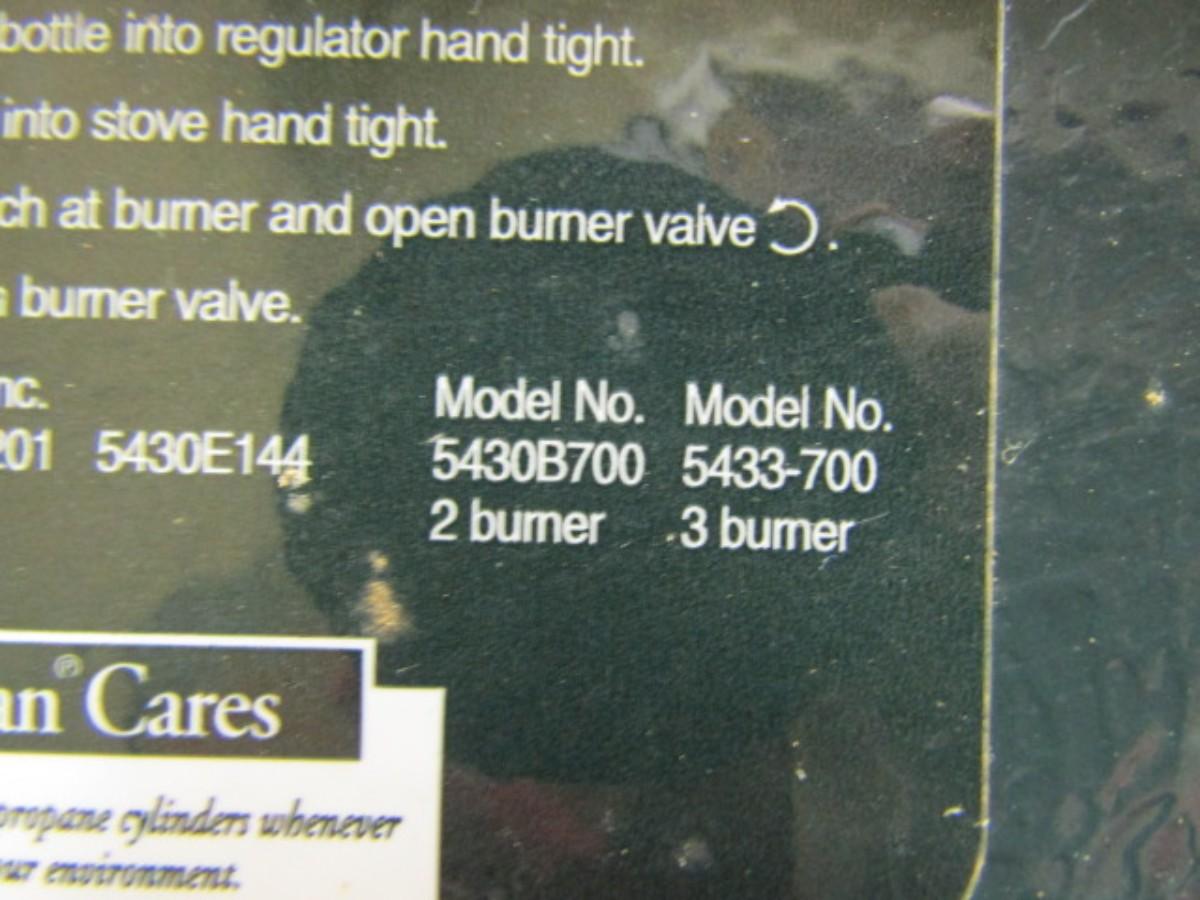 bottle into regulator hand tight.
into stove hand tight.
ch at burner and open burner valve.
burner valve.
nc.
201 5430E144
Model No. Model No.
5430B700 5433-700
2 burner 3 burner
an® Cares
propane cylinders whenever
our environment.